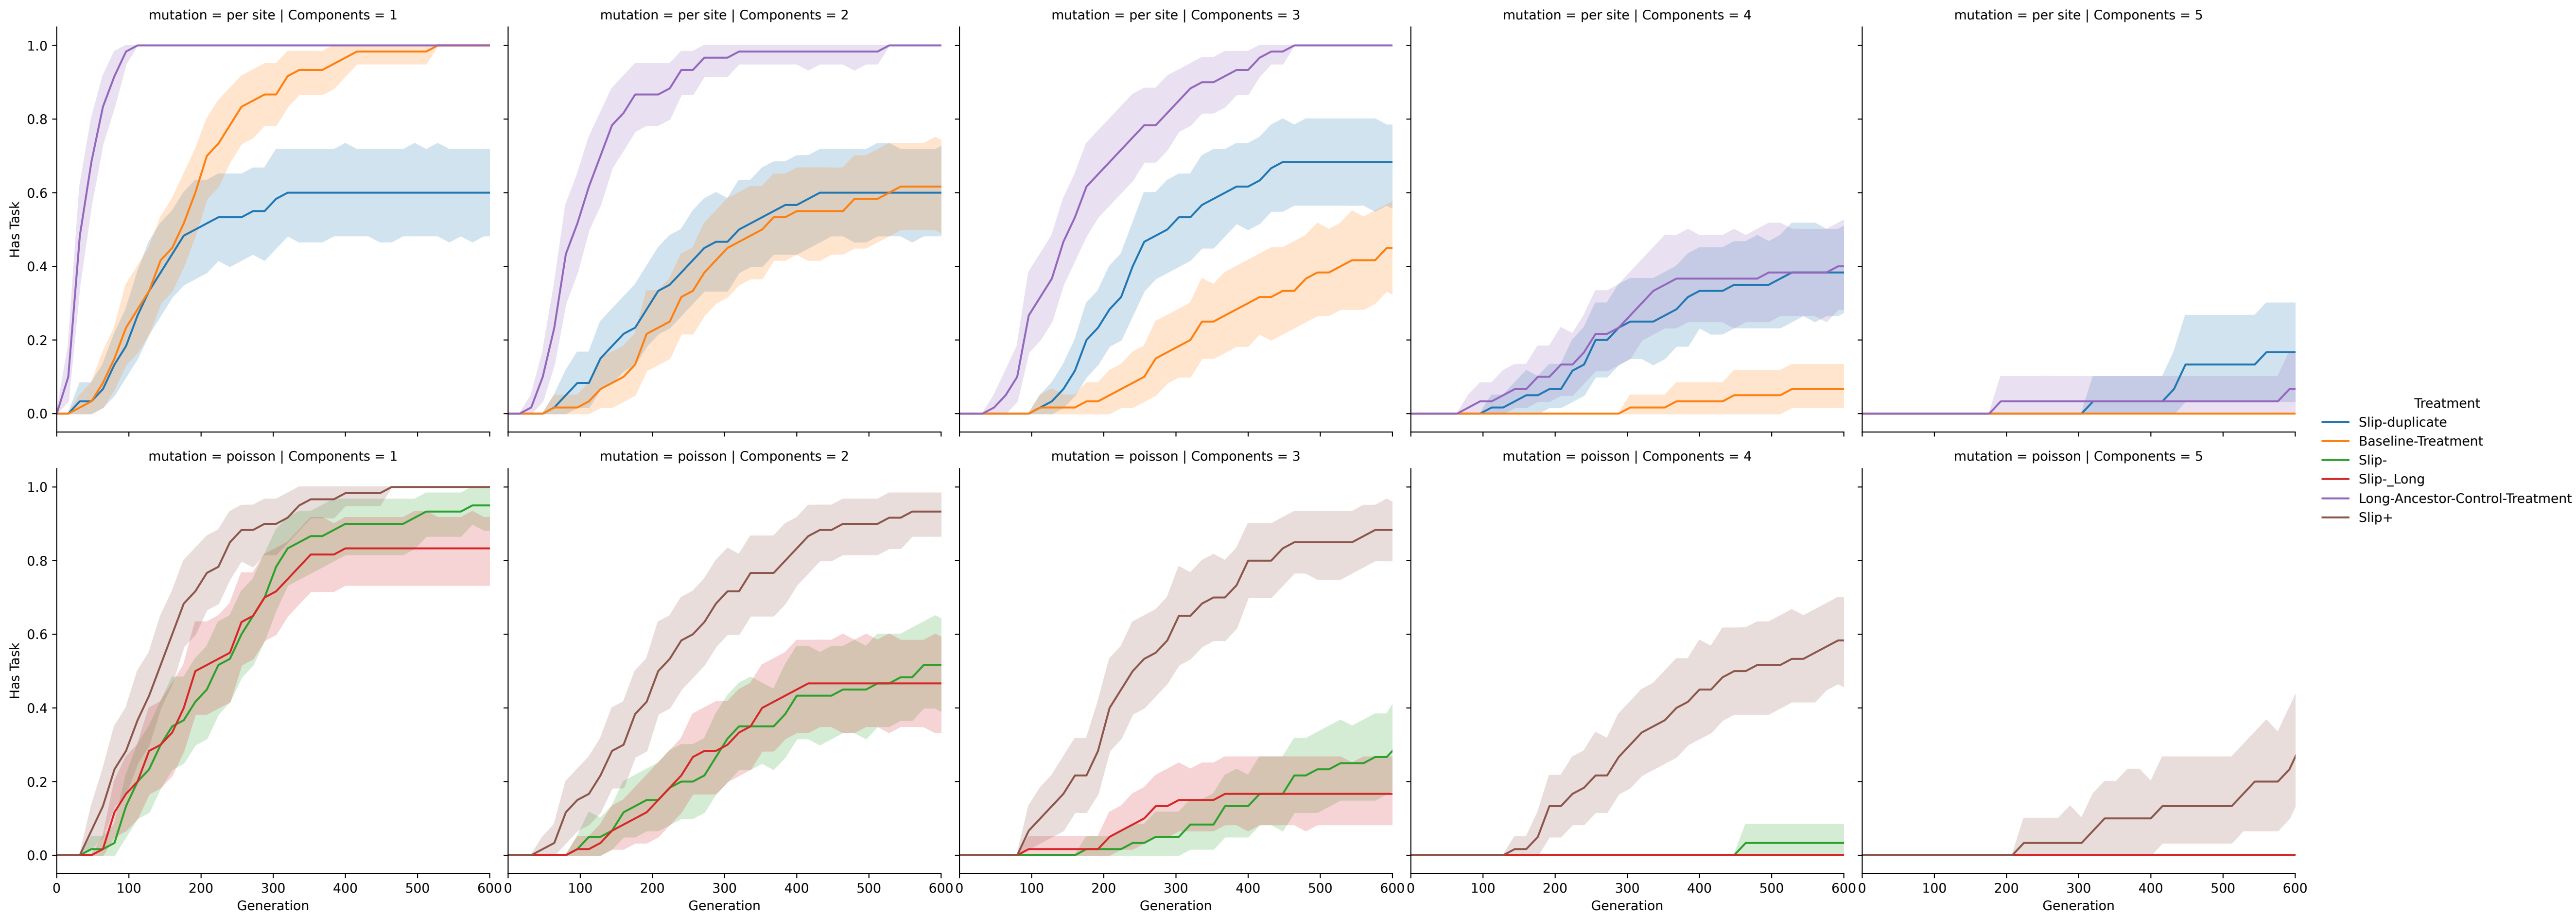 mutation = per site | Components = 1
mutation = per site | Components = 2
mutation = per site | Components = 3
mutation = per site | Components = 4
mutation = per site | Components = 5
1.0
0.8
0.6
0.4
0.2
0.0
Has Task
Treatment
Slip-duplicate
Baseline-Treatment
Slip-
Slip-_Long
Long-Ancestor-Control-Treatment
Slip+
mutation = poisson | Components = 1
mutation = poisson | Components = 2
mutation = poisson | Components = 3
mutation = poisson | Components = 4
mutation = poisson | Components = 5
1.0
0.8
0.6
0.4
0.2
0.0
Has Task
0 100 200 300 400 500 600
0 100 200 300 400 500 600
0 100 200 300 400 500 600
0 100 200 300 400 500 600
0 100 200 300 400 500 600
Generation
Generation
Generation
Generation
Generation